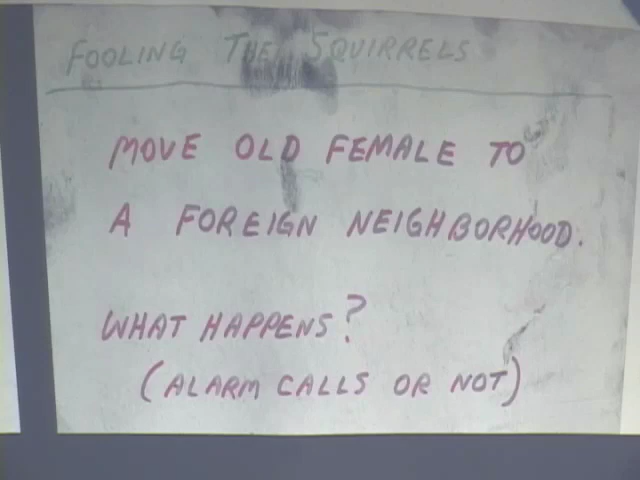 FOOLING THE SQUIRRELS
MOVE OLD FEMALE TO
A FOREIGN NEIGHBORHOOD.
WHAT HAPPENS?
(ALARM CALLS OR NOT)